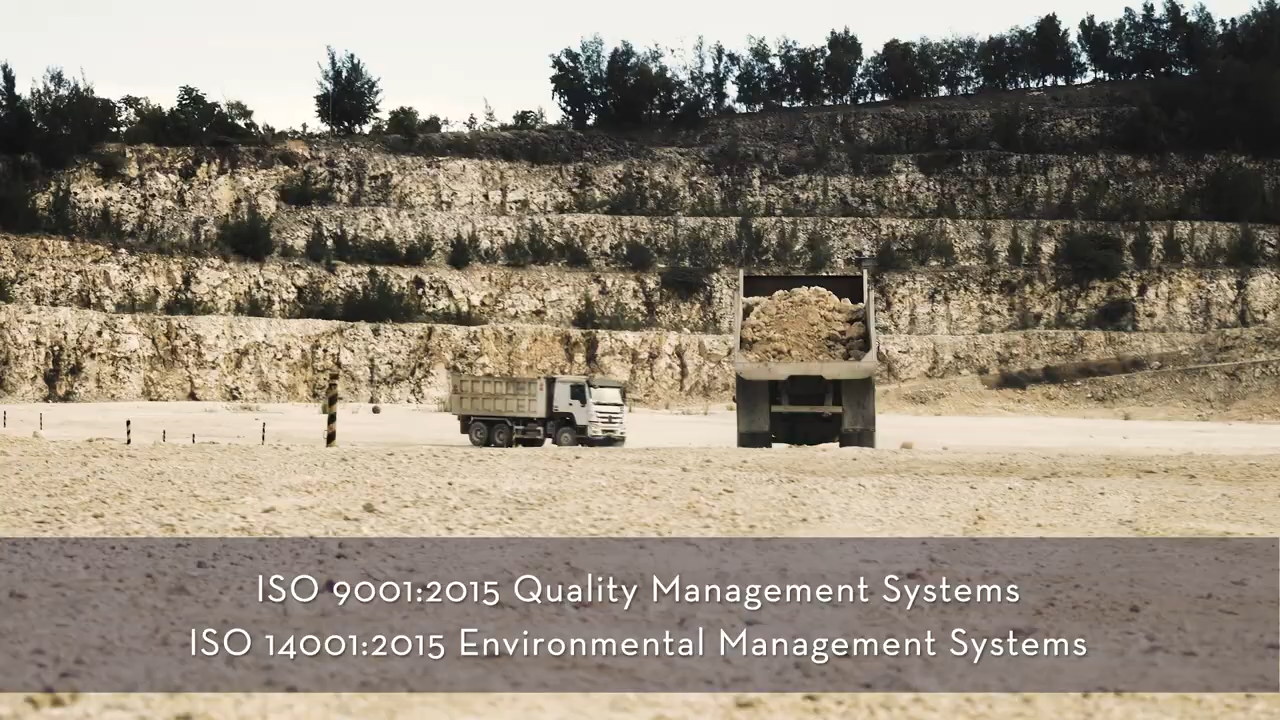 ISO 9001:2015 Quality Management Systems
ISO 14001:2015 Environmental Management Systems